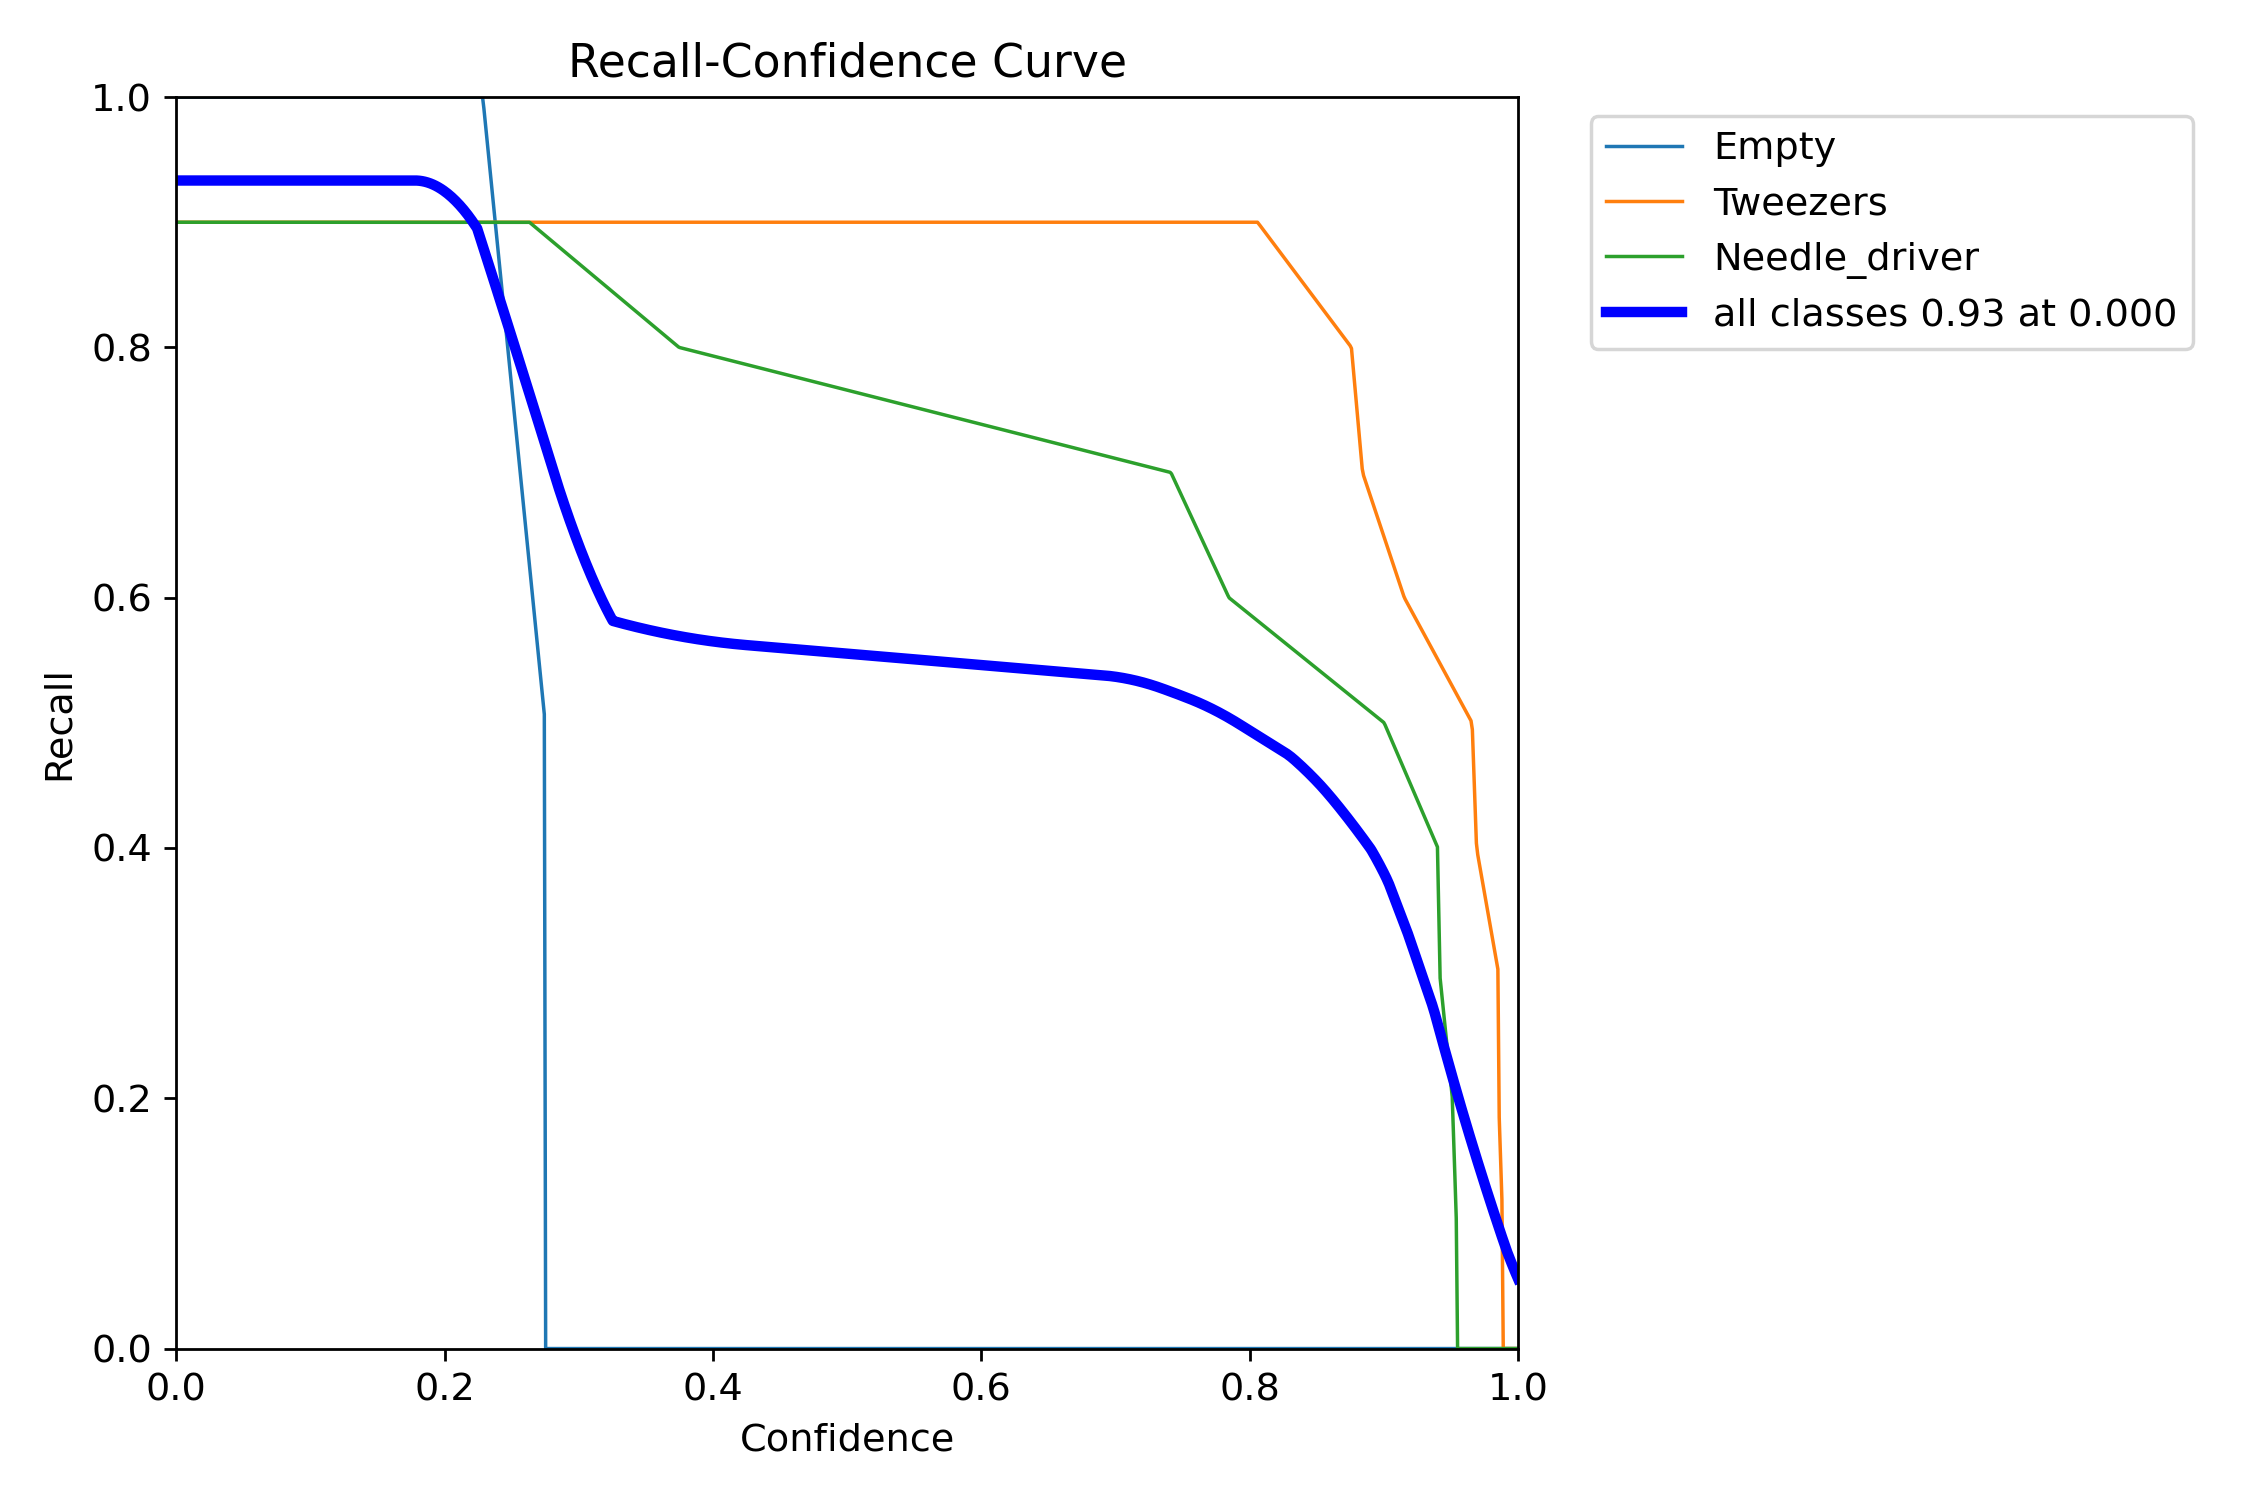 Recall-Confidence Curve
1.0
0.8
0.6
0.4
0.2
0.0
Recall
0.0 0.2 0.4 0.6 0.8 1.0
Confidence
Empty
Tweezers
Needle_driver
all classes 0.93 at 0.000